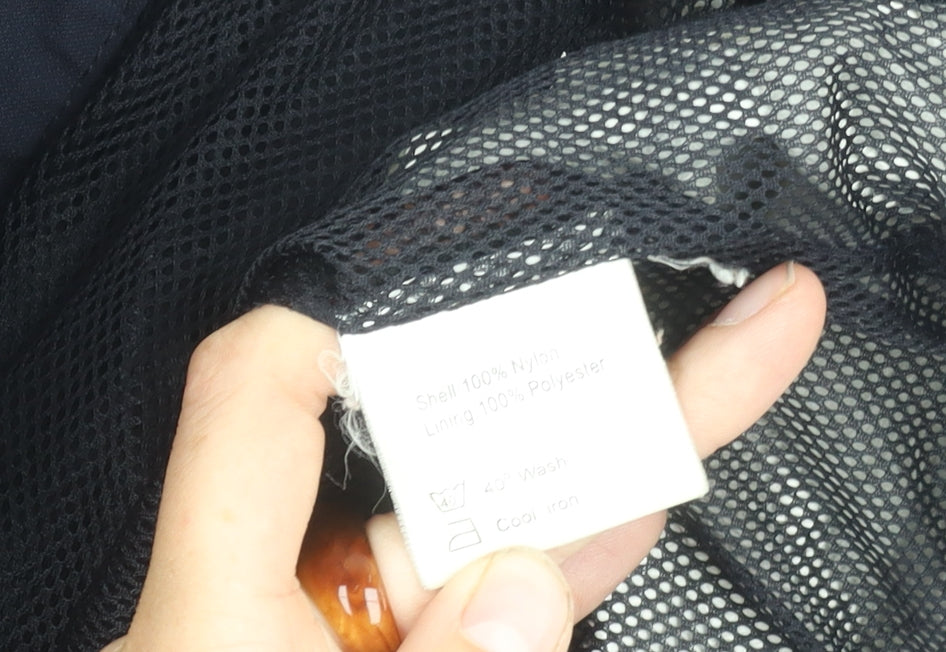 Shell 100% Nylon
Lining 100% Polyester
40° Wash
Cool Iron